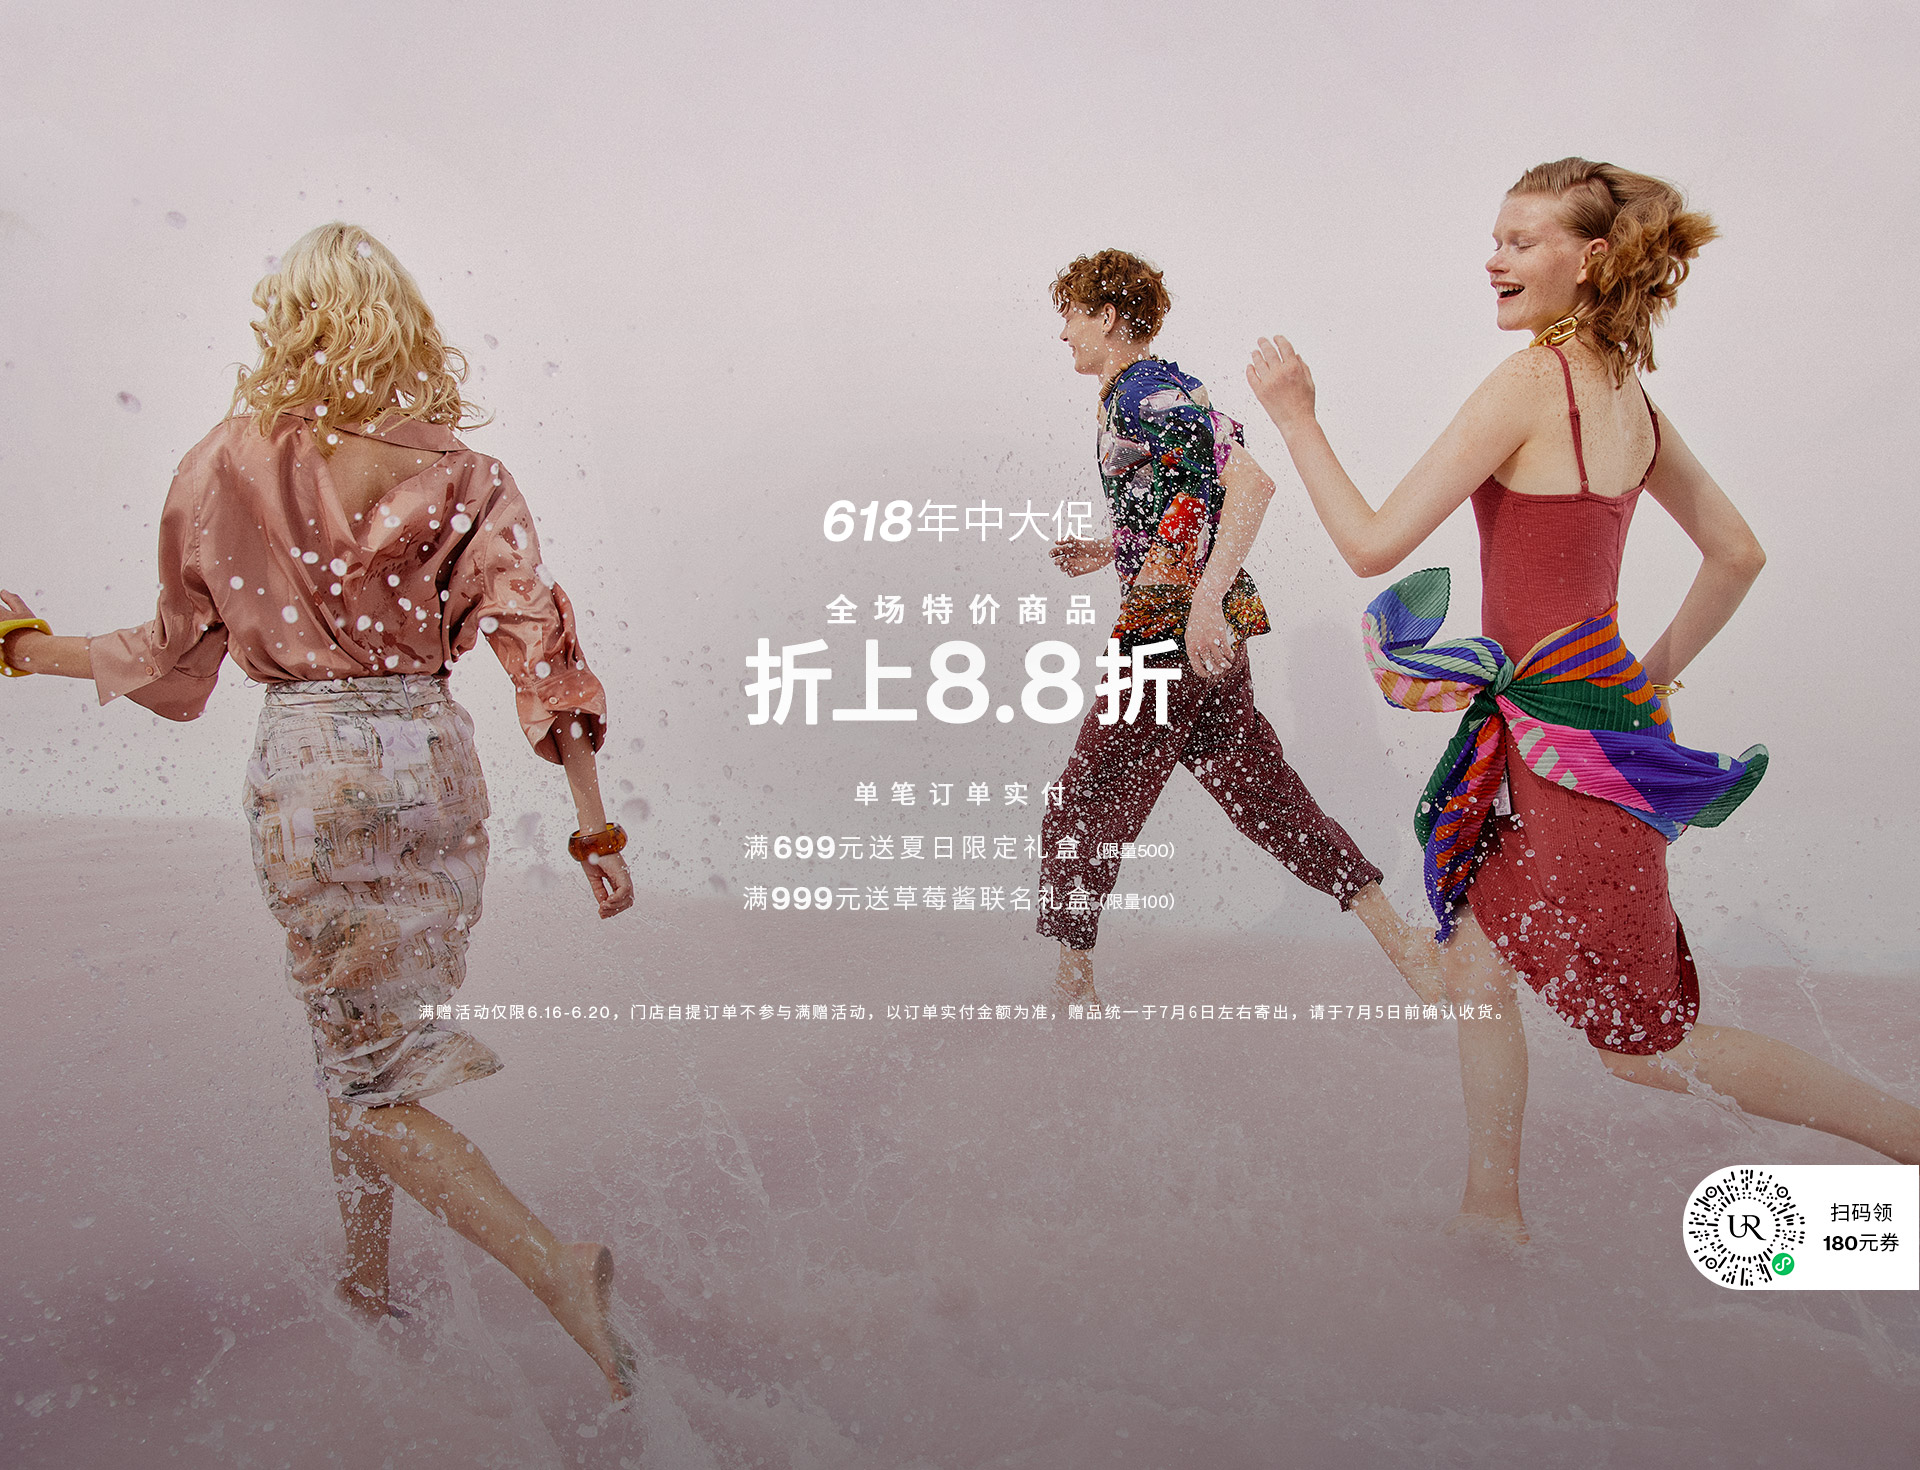 618年中大促
全场特价商品
折上8.8折
单笔订单实付
满699元送夏日限定礼盒 (限量500)
满999元送草莓酱联名礼盒 (限量100)
满赠活动仅限6.16-6.20，门店自提订单不参与满赠活动，以订单实付金额为准，赠品统一于7月6日左右寄出，请于7月5日前确认收货。
UR
扫码领
180元券